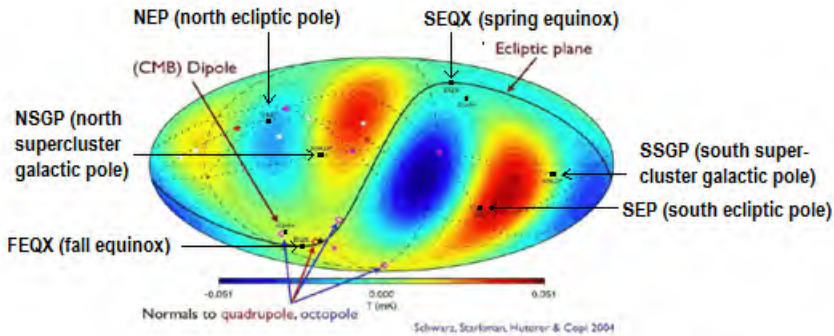 NEP (north ecliptic pole)
SEQX (spring equinox)
Ecliptic plane
(CMB) Dipole
NSGP (north
supercluster
galactic pole)
SSGP (south super-
cluster galactic pole)
SEP (south ecliptic pole)
FEQX (fall equinox)
-0.051
0.000
0.051
T (mK)
Normals to quadrupole, octopole
Schwarz, Starkman, Huterer & Copi 2004